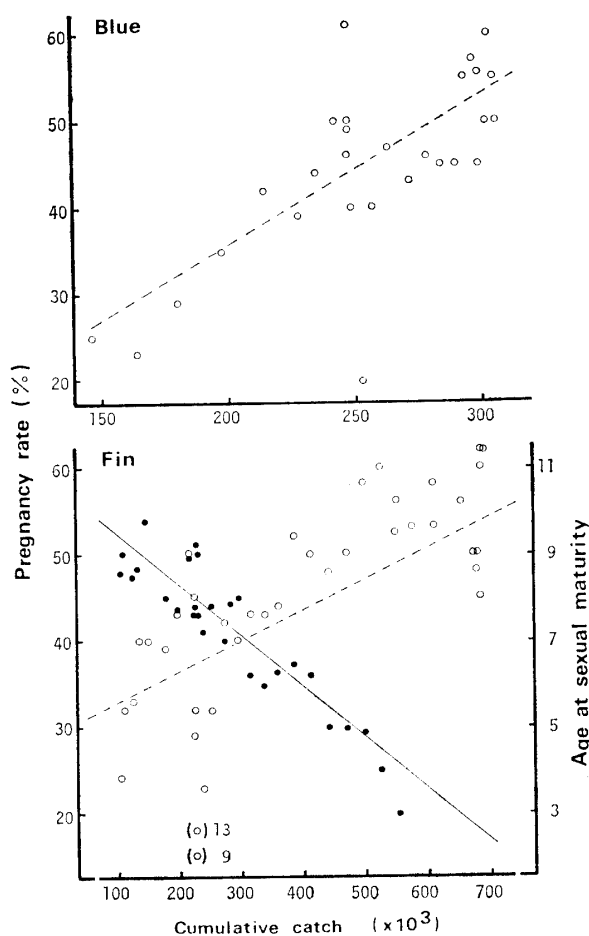 Blue
60
50
40
30
20
150 200 250 300
Pregnancy rate (%)
Fin
60
50
40
30
20
11
9
7
5
3
Age at sexual maturity
(o) 13
(o) 9
100 200 300 400 500 600 700
Cumulative catch (×10³)